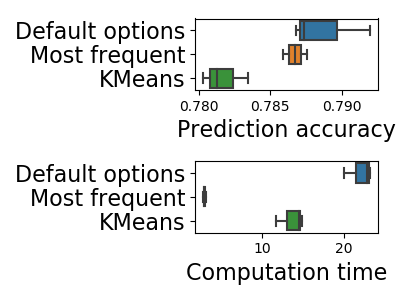 Default options
Most frequent
KMeans
0.780 0.785 0.790
Prediction accuracy
Default options
Most frequent
KMeans
10 20
Computation time